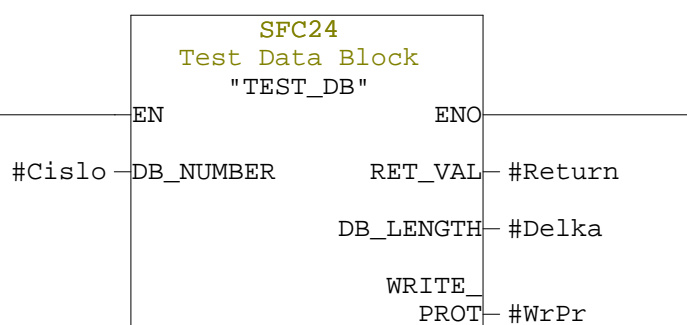 SFC24
Test Data Block
"TEST_DB"
EN ENO
#Cislo DB_NUMBER RET_VAL #Return
DB_LENGTH #Delka
WRITE_
PROT #WrPr